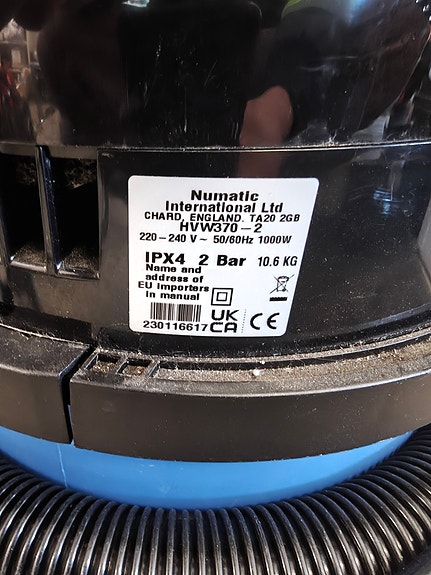 Numatic
International Ltd
CHARD, ENGLAND. TA20 2GB
HVW370-2
220-240 V ~ 50/60Hz 1000W
IPX4 2 Bar 10.6 KG
Name and
address of
EU Importers
in manual
230116617
UK
CA CE